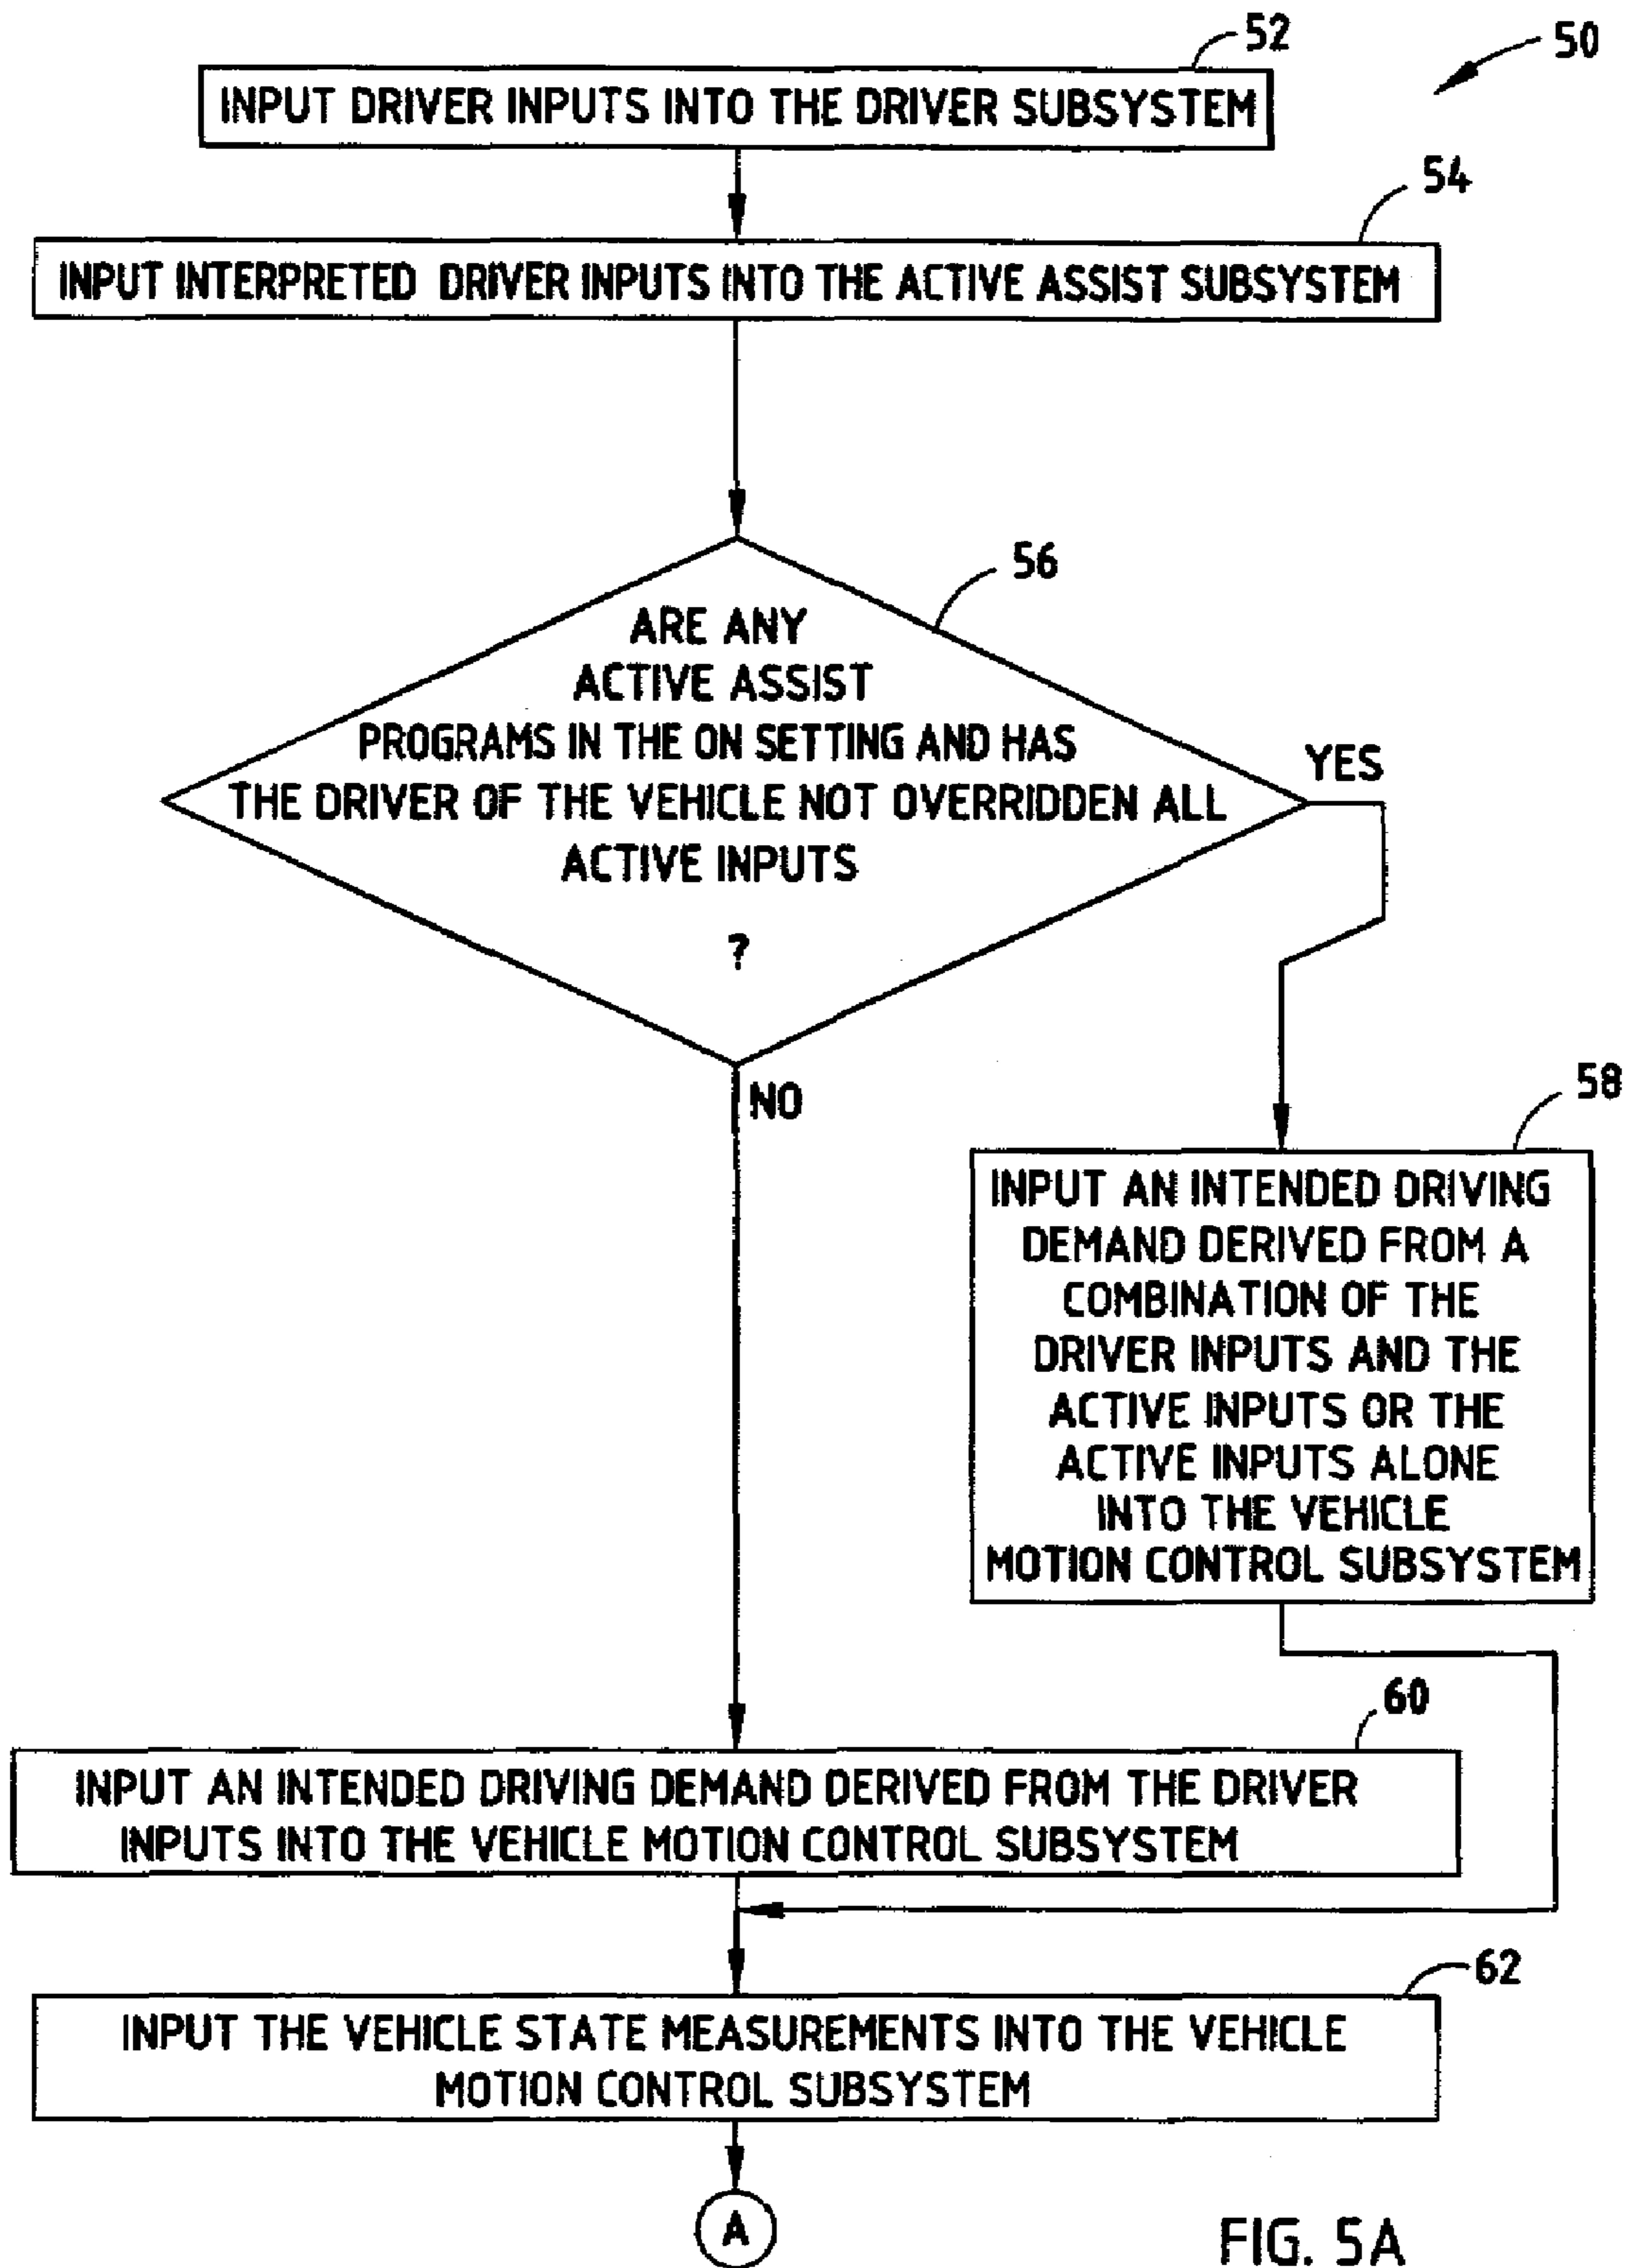 52
50
INPUT DRIVER INPUTS INTO THE DRIVER SUBSYSTEM
54
INPUT INTERPRETED DRIVER INPUTS INTO THE ACTIVE ASSIST SUBSYSTEM
56
ARE ANY
ACTIVE ASSIST
PROGRAMS IN THE ON SETTING AND HAS
THE DRIVER OF THE VEHICLE NOT OVERRIDDEN ALL
ACTIVE INPUTS
?
YES
NO
58
INPUT AN INTENDED DRIVING
DEMAND DERIVED FROM A
COMBINATION OF THE
DRIVER INPUTS AND THE
ACTIVE INPUTS OR THE
ACTIVE INPUTS ALONE
INTO THE VEHICLE
MOTION CONTROL SUBSYSTEM
60
INPUT AN INTENDED DRIVING DEMAND DERIVED FROM THE DRIVER
INPUTS INTO THE VEHICLE MOTION CONTROL SUBSYSTEM
62
INPUT THE VEHICLE STATE MEASUREMENTS INTO THE VEHICLE
MOTION CONTROL SUBSYSTEM
A
FIG. 5A